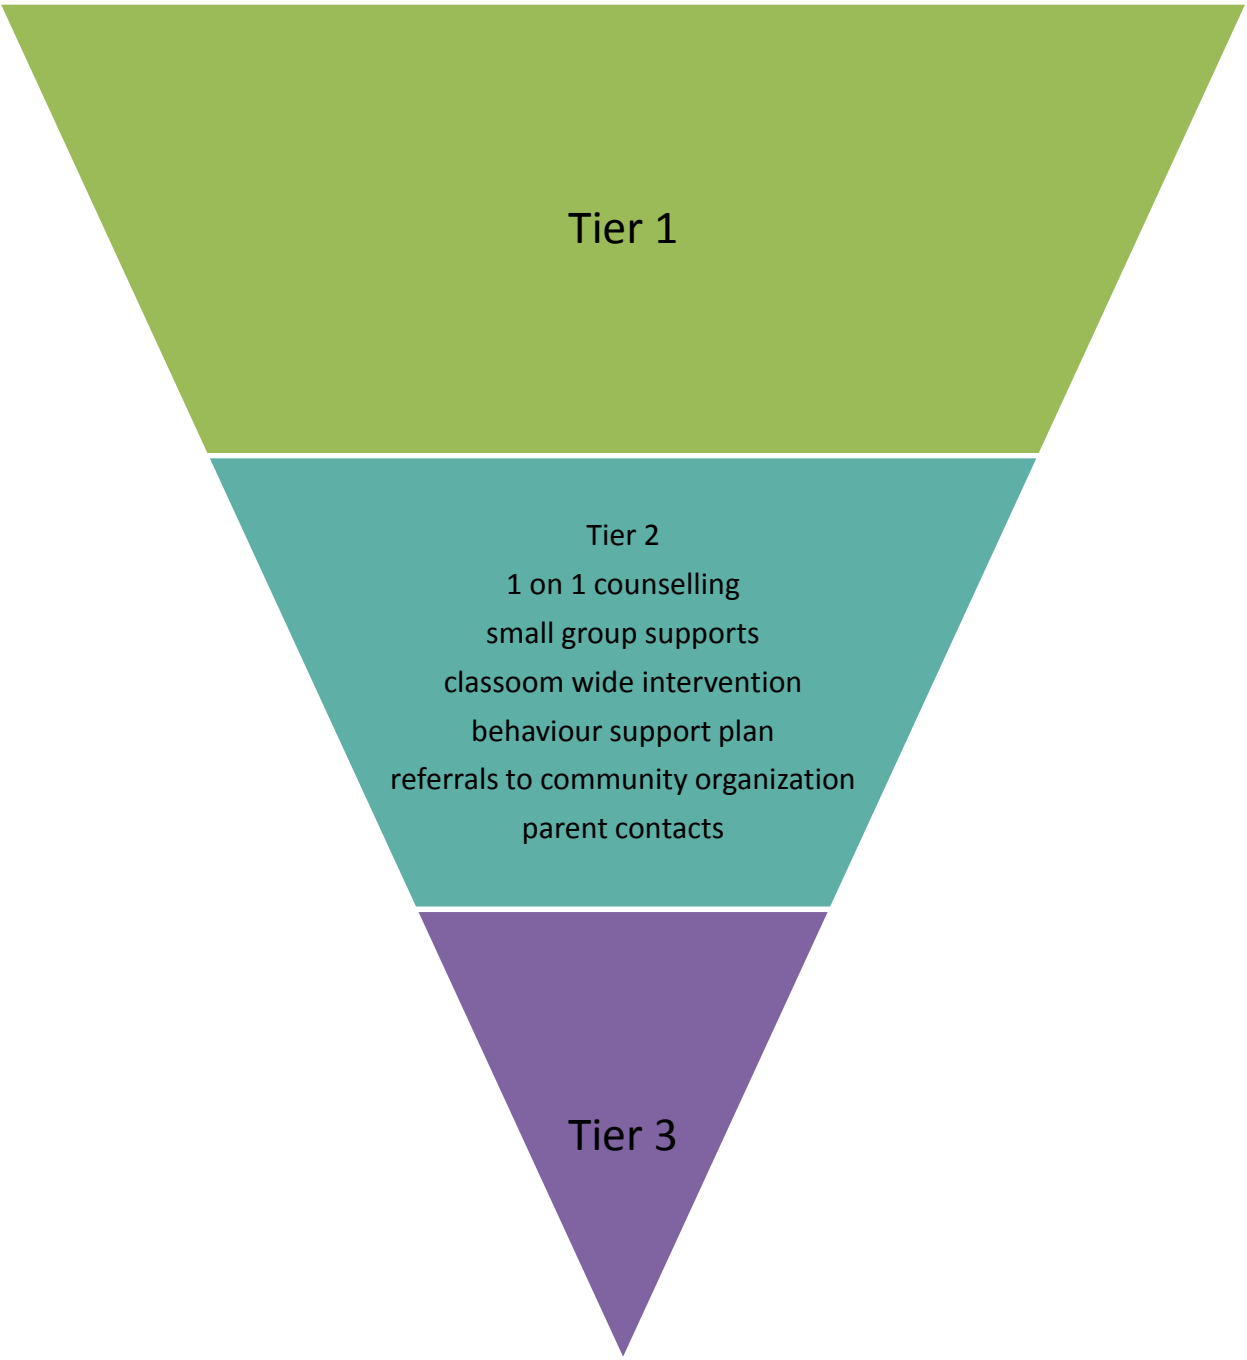 Tier 1
Tier 2
1 on 1 counselling
small group supports
classoom wide intervention
behaviour support plan
referrals to community organization
parent contacts
Tier 3